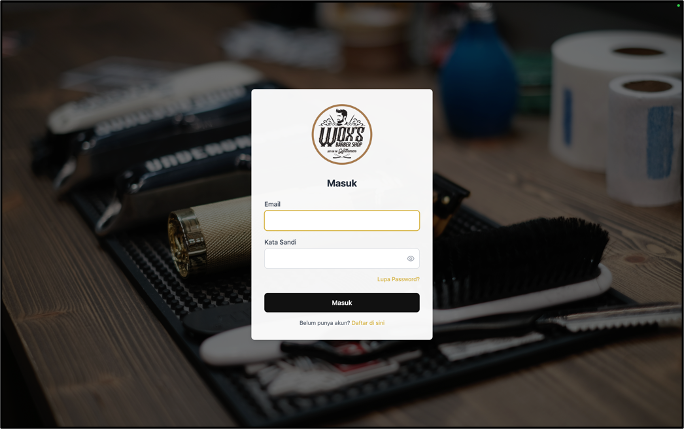 WOX'S
BARBER SHOP
Masuk
Email
Kata Sandi
Lupa Password?
Masuk
Belum punya akun? Daftar di sini